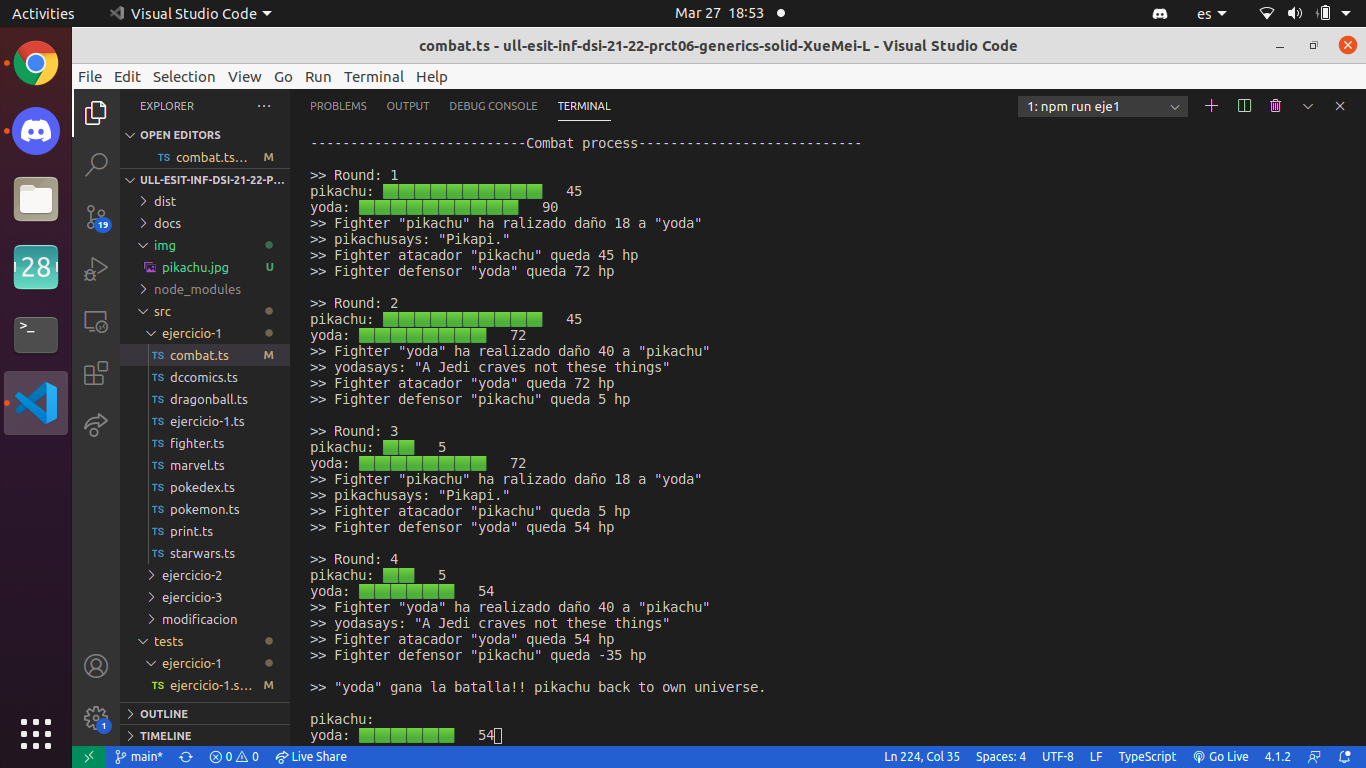 Activities
Visual Studio Code
Mar 27 18:53
es
combat.ts - ull-esit-inf-dsi-21-22-prct06-generics-solid-XueMei-L - Visual Studio Code
File Edit Selection View Go Run Terminal Help
28
>_
19
1
EXPLORER
OPEN EDITORS
TS combat.ts... M
ULL-ESIT-INF-DSI-21-22-P...
dist
docs
img
pikachu.jpg U
node_modules
src
ejercicio-1
TS combat.ts M
TS dccomics.ts
TS dragonball.ts
TS ejercicio-1.ts
TS fighter.ts
TS marvel.ts
TS pokedex.ts
TS pokemon.ts
TS print.ts
TS starwars.ts
ejercicio-2
ejercicio-3
modificacion
tests
ejercicio-1
TS ejercicio-1.s... M
OUTLINE
TIMELINE
PROBLEMS OUTPUT DEBUG CONSOLE TERMINAL
1: npm run eje1
---------------------------Combat process----------------------------
>> Round: 1
pikachu: 45
yoda: 90
>> Fighter "pikachu" ha ralizado daño 18 a "yoda"
>> pikachusays: "Pikapi."
>> Fighter atacador "pikachu" queda 45 hp
>> Fighter defensor "yoda" queda 72 hp
>> Round: 2
pikachu: 45
yoda: 72
>> Fighter "yoda" ha realizado daño 40 a "pikachu"
>> yodasays: "A Jedi craves not these things"
>> Fighter atacador "yoda" queda 72 hp
>> Fighter defensor "pikachu" queda 5 hp
>> Round: 3
pikachu: 5
yoda: 72
>> Fighter "pikachu" ha ralizado daño 18 a "yoda"
>> pikachusays: "Pikapi."
>> Fighter atacador "pikachu" queda 5 hp
>> Fighter defensor "yoda" queda 54 hp
>> Round: 4
pikachu: 5
yoda: 54
>> Fighter "yoda" ha realizado daño 40 a "pikachu"
>> yodasays: "A Jedi craves not these things"
>> Fighter atacador "yoda" queda 54 hp
>> Fighter defensor "pikachu" queda -35 hp
>> "yoda" gana la batalla!! pikachu back to own universe.
pikachu:
yoda: 54
main* 0 0 Live Share
Ln 224, Col 35 Spaces: 4 UTF-8 LF TypeScript Go Live 4.1.2